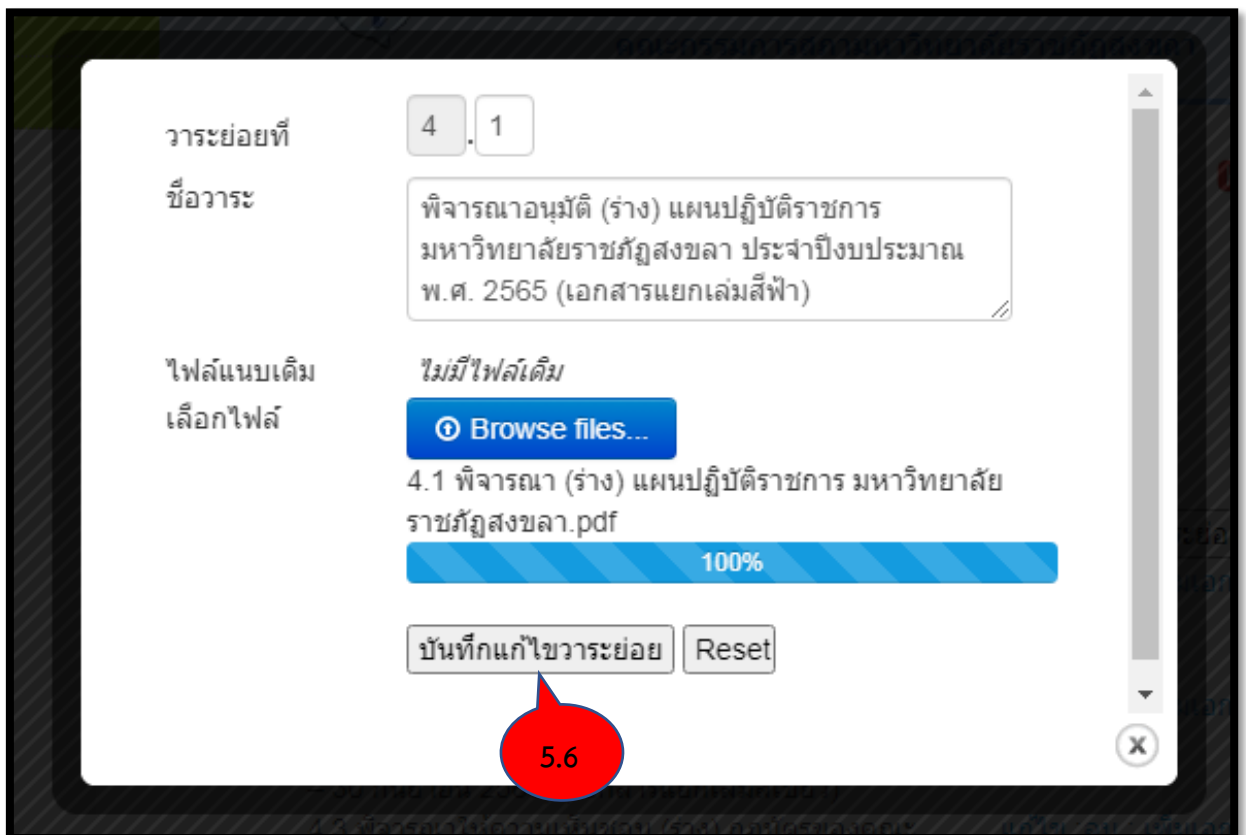 วาระย่อยที่ 4 . 1
ชื่อวาระ
พิจารณาอนุมัติ (ร่าง) แผนปฏิบัติราชการ
มหาวิทยาลัยราชภัฏสงขลา ประจำปีงบประมาณ
พ.ศ. 2565 (เอกสารแยกเล่มสีฟ้า)
ไฟล์แนบเดิม ไม่มีไฟล์เดิม
เลือกไฟล์ Browse files...
4.1 พิจารณา (ร่าง) แผนปฏิบัติราชการ มหาวิทยาลัย
ราชภัฏสงขลา.pdf
100%
บันทึกแก้ไขวาระย่อย Reset
5.6